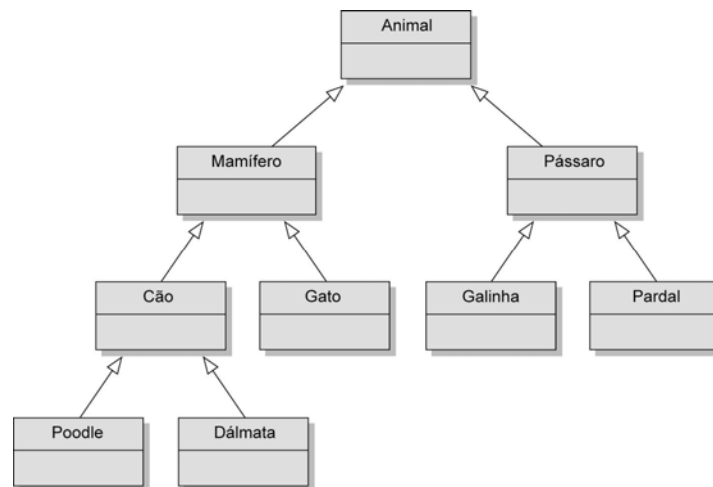 Animal
Mamífero
Pássaro
Cão
Gato
Galinha
Pardal
Poodle
Dálmata